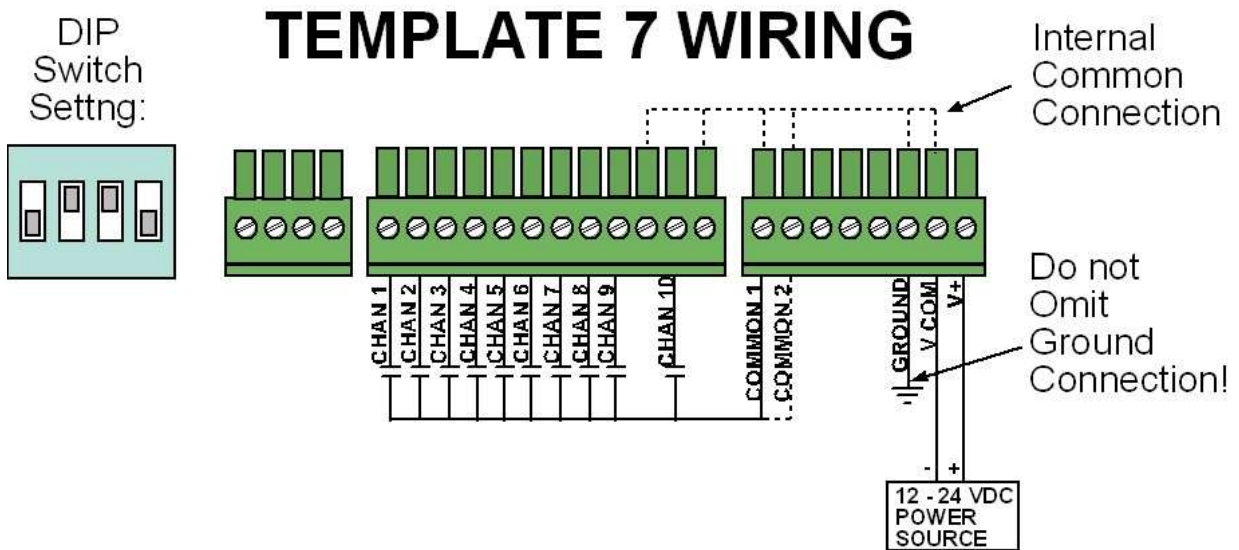 DIP
Switch
Settng:
TEMPLATE 7 WIRING
Internal
Common
Connection
CHAN 1
CHAN 2
CHAN 3
CHAN 4
CHAN 5
CHAN 6
CHAN 7
CHAN 8
CHAN 9
CHAN 10
COMMON 1
COMMON 2
GROUND
V COM
V+
Do not
Omit
Ground
Connection!
- +
12 - 24 VDC
POWER
SOURCE